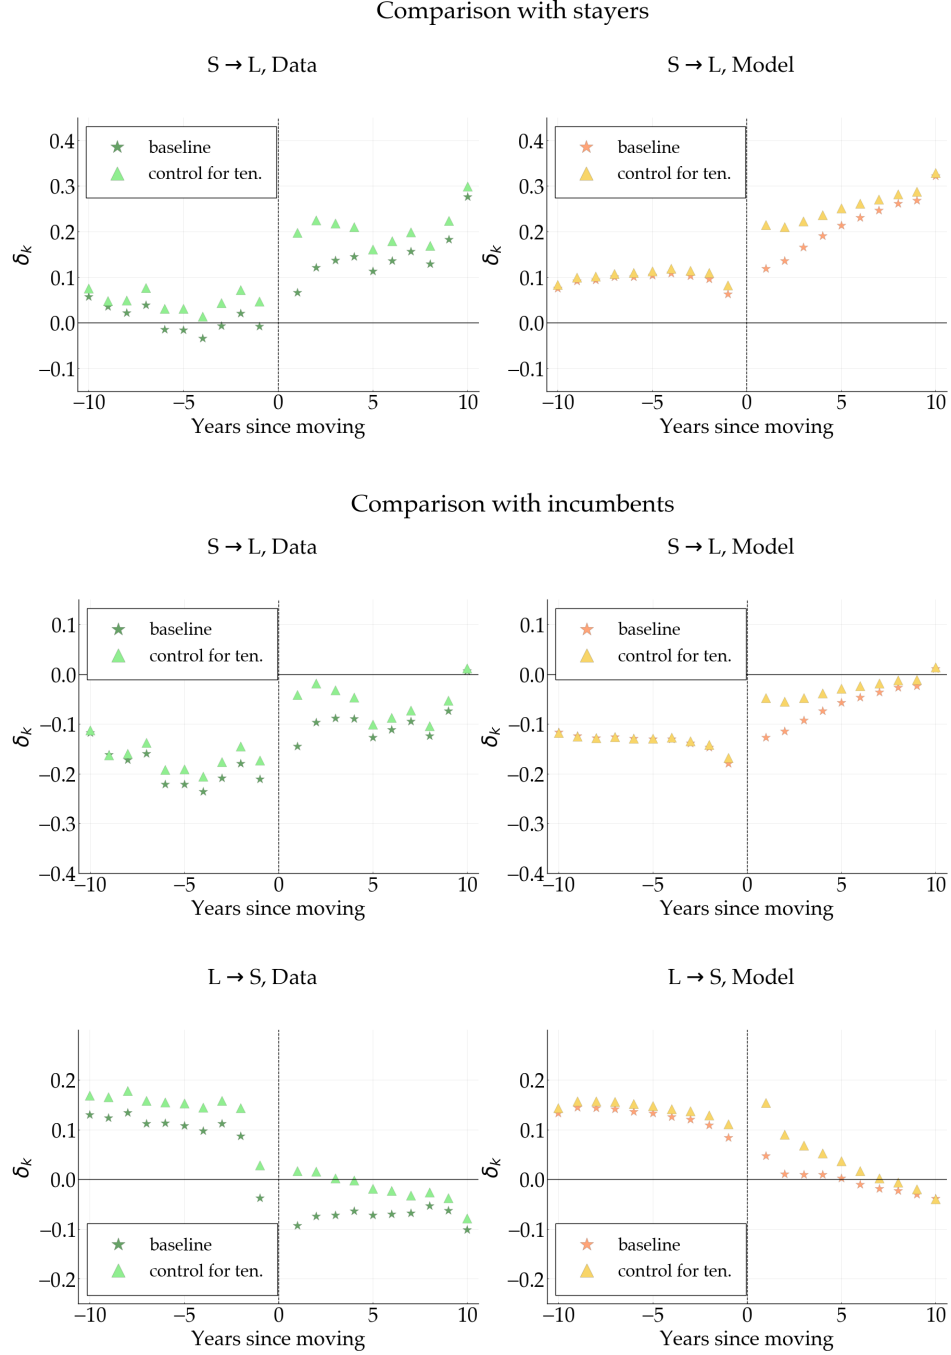 Comparison with stayers
S → L, Data
S → L, Model
baseline
control for ten.
baseline
control for ten.
0.4
0.3
0.2
0.1
0.0
−0.1
0.4
0.3
0.2
0.1
0.0
−0.1
δk
δk
−10 −5 0 5 10
−10 −5 0 5 10
Years since moving
Years since moving
Comparison with incumbents
S → L, Data
S → L, Model
baseline
control for ten.
baseline
control for ten.
0.1
0.0
−0.1
−0.2
−0.3
−0.4
0.1
0.0
−0.1
−0.2
−0.3
−0.4
δk
δk
−10 −5 0 5 10
−10 −5 0 5 10
Years since moving
Years since moving
L → S, Data
L → S, Model
0.2
0.1
0.0
−0.1
−0.2
0.2
0.1
0.0
−0.1
−0.2
δk
δk
baseline
control for ten.
baseline
control for ten.
−10 −5 0 5 10
−10 −5 0 5 10
Years since moving
Years since moving